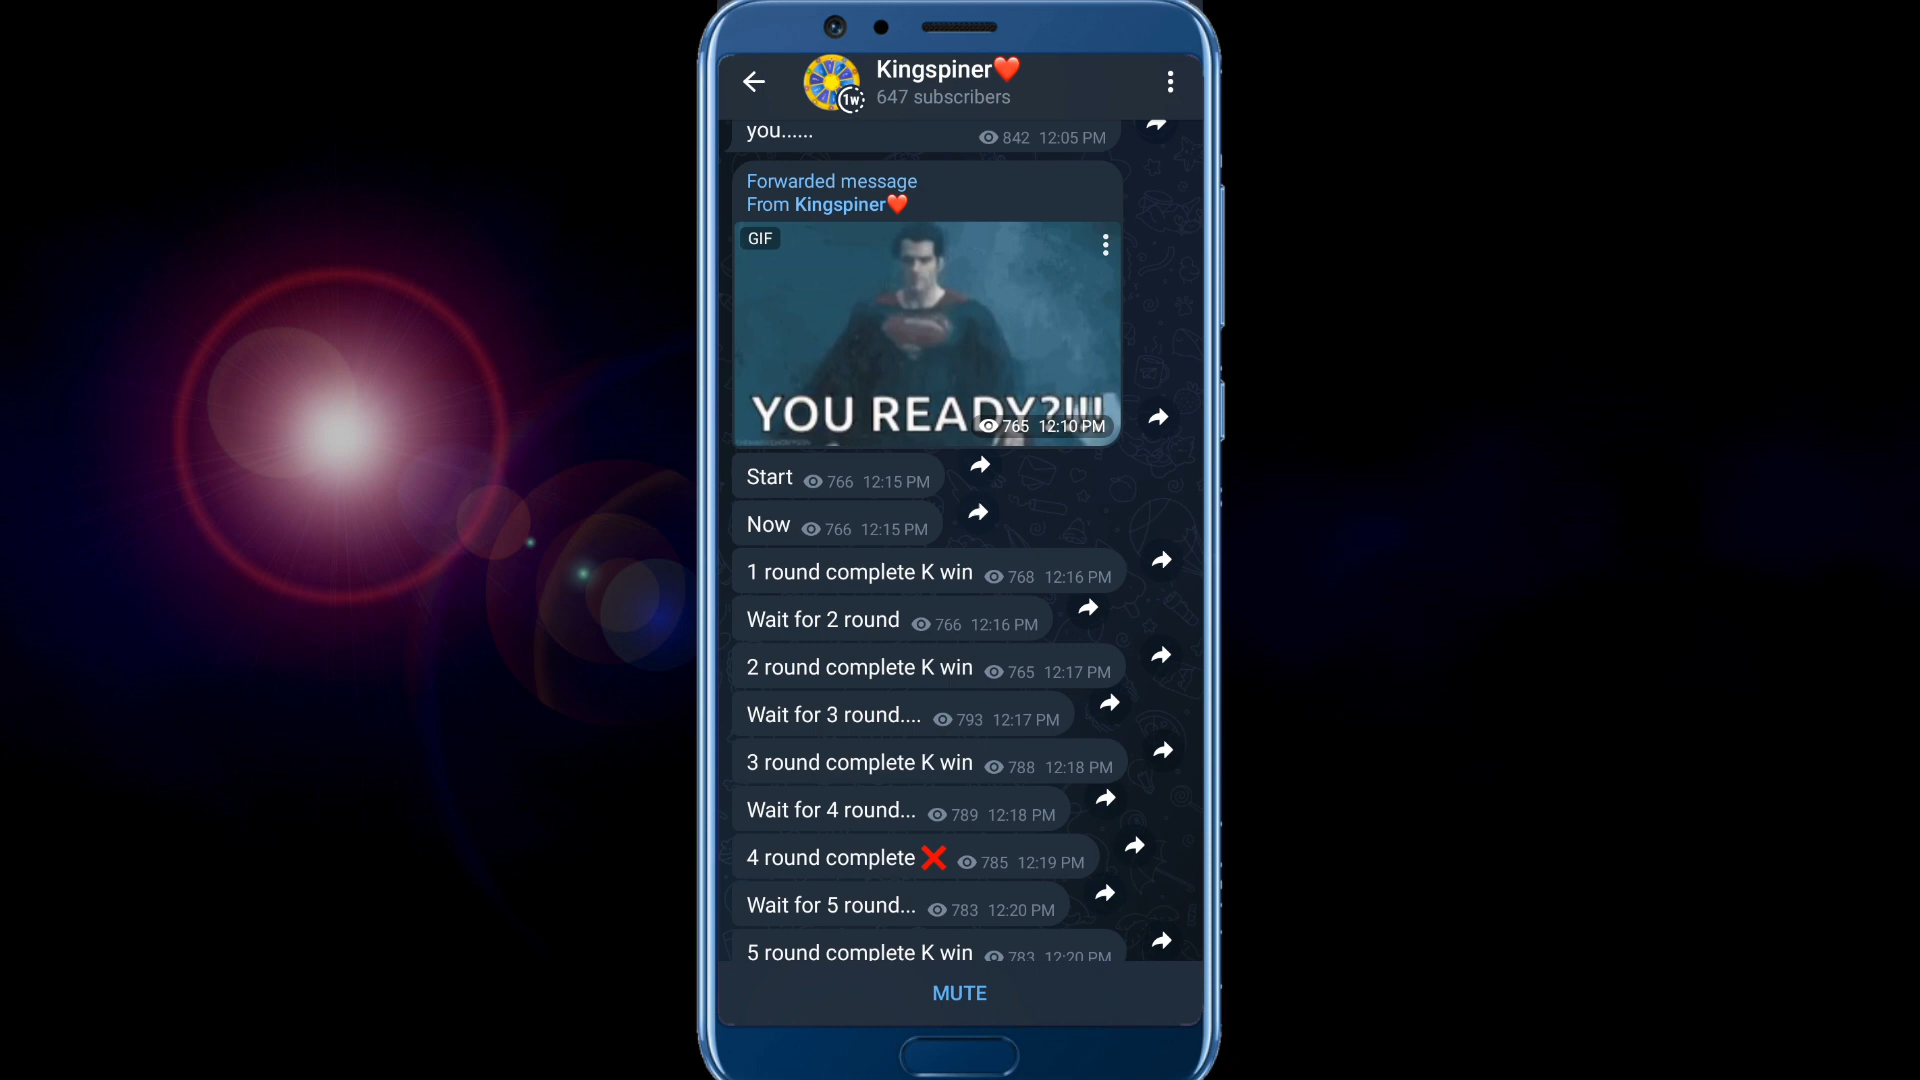 Kingspiner❤️
1w
647 subscribers
you......
842 12:05 PM
Forwarded message
From Kingspiner❤️
GIF
YOU READY?!!!
765 12:10 PM
Start 766 12:15 PM
Now 766 12:15 PM
1 round complete K win 768 12:16 PM
Wait for 2 round 766 12:16 PM
2 round complete K win 765 12:17 PM
Wait for 3 round.... 793 12:17 PM
3 round complete K win 788 12:18 PM
Wait for 4 round... 789 12:18 PM
4 round complete ❌ 785 12:19 PM
Wait for 5 round... 783 12:20 PM
5 round complete K win 783 12:20 PM
MUTE